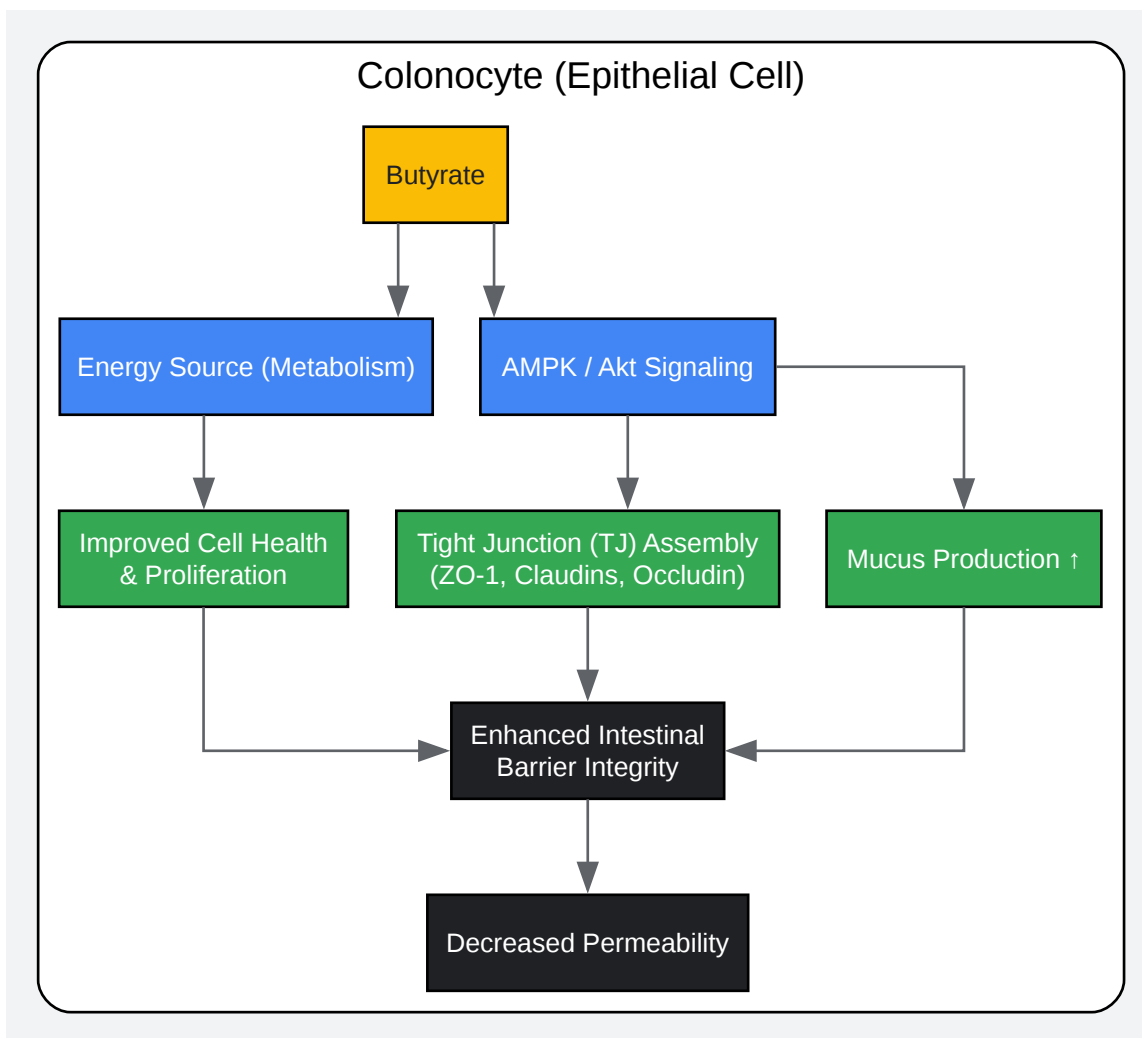 Colonocyte (Epithelial Cell)
Butyrate
Energy Source (Metabolism)
AMPK / Akt Signaling
Improved Cell Health
& Proliferation
Tight Junction (TJ) Assembly
(ZO-1, Claudins, Occludin)
Mucus Production ↑
Enhanced Intestinal
Barrier Integrity
Decreased Permeability